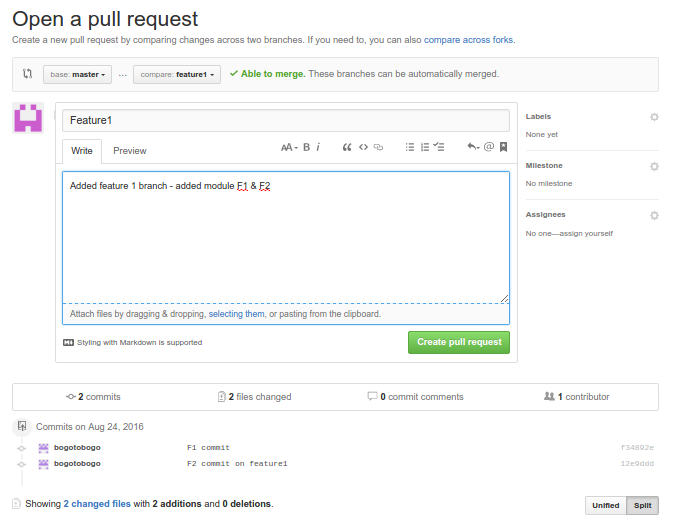 Open a pull request
Create a new pull request by comparing changes across two branches. If you need to, you can also compare across forks.
base: master ... compare: feature1 Able to merge. These branches can be automatically merged.
Feature1
Labels
None yet
Write Preview
AA B i
Milestone
No milestone
Added feature 1 branch - added module F1 & F2
Assignees
No one—assign yourself
Attach files by dragging & dropping, selecting them, or pasting from the clipboard.
Styling with Markdown is supported
Create pull request
2 commits 2 files changed 0 commit comments 1 contributor
Commits on Aug 24, 2016
bogotobogo F1 commit f34892e
bogotobogo F2 commit on feature1 12e9ddd
Showing 2 changed files with 2 additions and 0 deletions. Unified Split